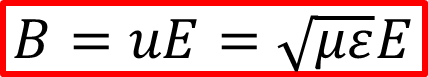 B = uE = √με E